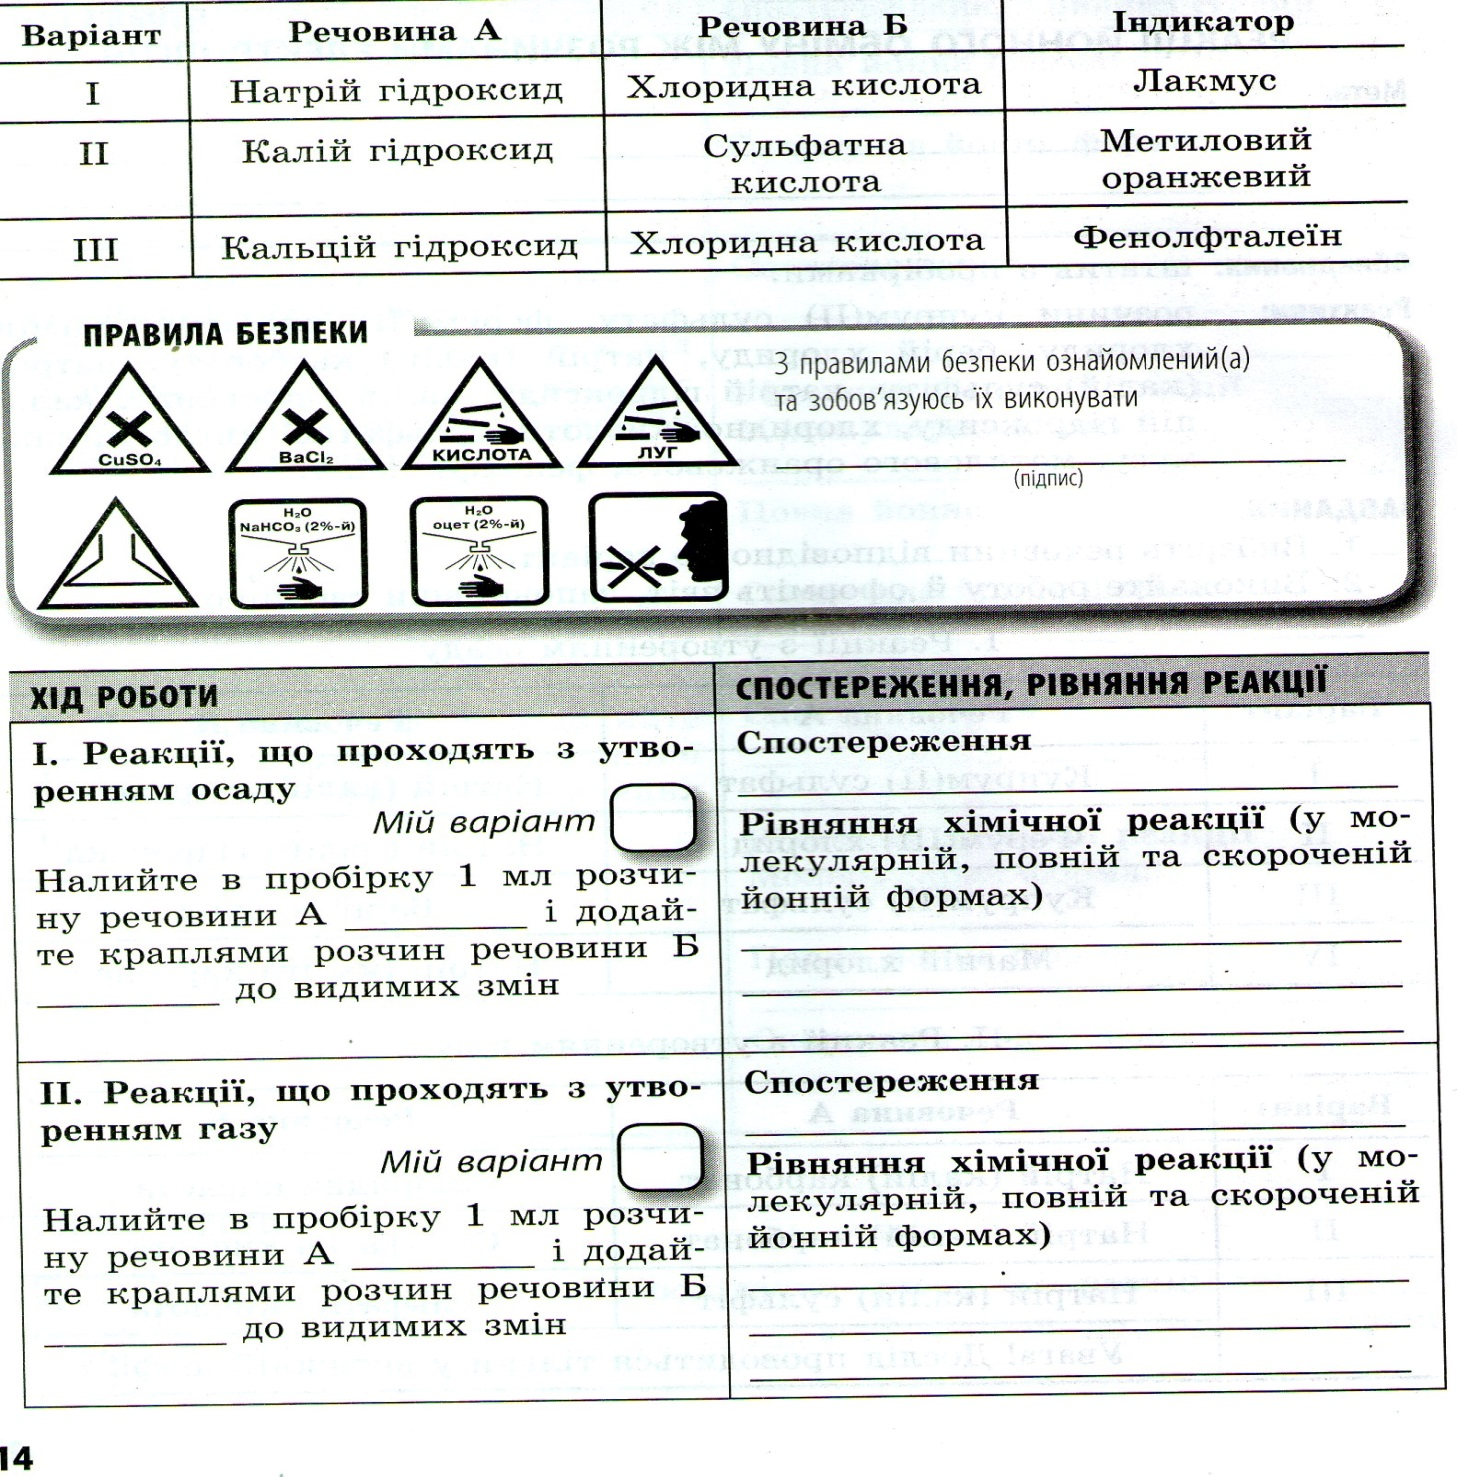 Варіант Речовина А Речовина Б Індикатор
I Натрій гідроксид Хлоридна кислота Лакмус
II Калій гідроксид Сульфатна кислота Метиловий оранжевий
III Кальцій гідроксид Хлоридна кислота Фенолфталеїн
ПРАВИЛА БЕЗПЕКИ
CuSO₄
BaCl₂
КИСЛОТА
ЛУГ
H₂O
NaHCO₃ (2%-й)
H₂O
оцет (2%-й)
З правилами безпеки ознайомлений(а)
та зобов'язуюсь їх виконувати
(підпис)
ХІД РОБОТИ
СПОСТЕРЕЖЕННЯ, РІВНЯННЯ РЕАКЦІЇ
I. Реакції, що проходять з утво-
ренням осаду
Мій варіант
Налийте в пробірку 1 мл розчи-
ну речовини А ________ і додай-
те краплями розчин речовини Б
________ до видимих змін
Спостереження
Рівняння хімічної реакції (у мо-
лекулярній, повній та скороченій
йонній формах)
II. Реакції, що проходять з утво-
ренням газу
Мій варіант
Налийте в пробірку 1 мл розчи-
ну речовини А ________ і додай-
те краплями розчин речовини Б
________ до видимих змін
Спостереження
Рівняння хімічної реакції (у мо-
лекулярній, повній та скороченій
йонній формах)
14